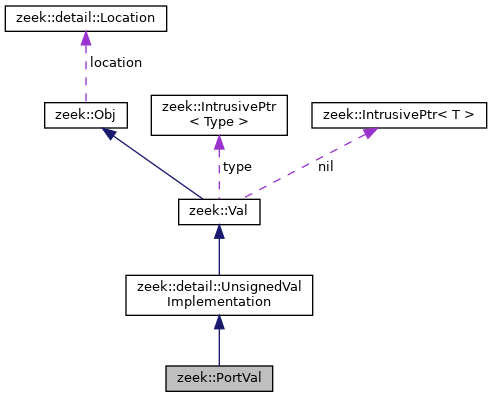 zeek::detail::Location
location
zeek::Obj
zeek::IntrusivePtr
< Type >
zeek::IntrusivePtr< T >
type
nil
zeek::Val
zeek::detail::UnsignedVal
Implementation
zeek::PortVal